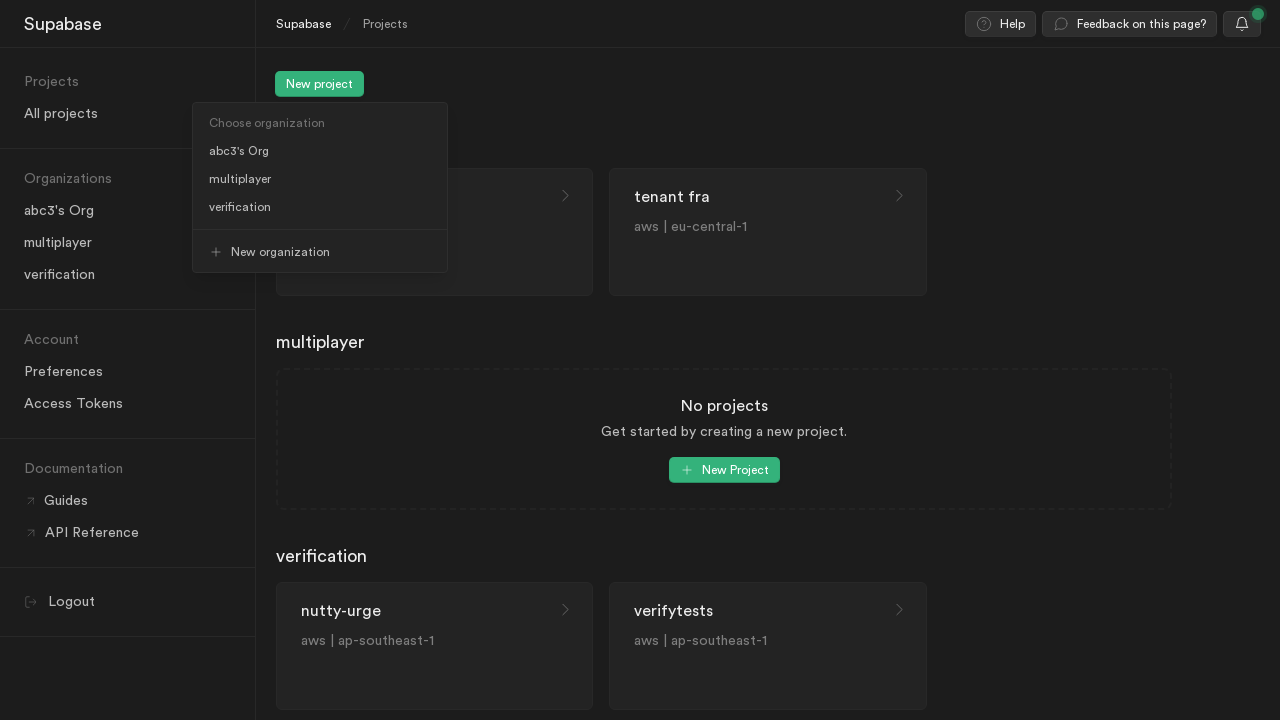 Supabase
Projects
All projects
Organizations
abc3's Org
multiplayer
verification
Account
Preferences
Access Tokens
Documentation
Guides
API Reference
Logout
Supabase / Projects
Help
Feedback on this page?
New project
Choose organization
abc3's Org
multiplayer
verification
New organization
tenant fra
aws | eu-central-1
multiplayer
No projects
Get started by creating a new project.
New Project
verification
nutty-urge
aws | ap-southeast-1
verifytests
aws | ap-southeast-1